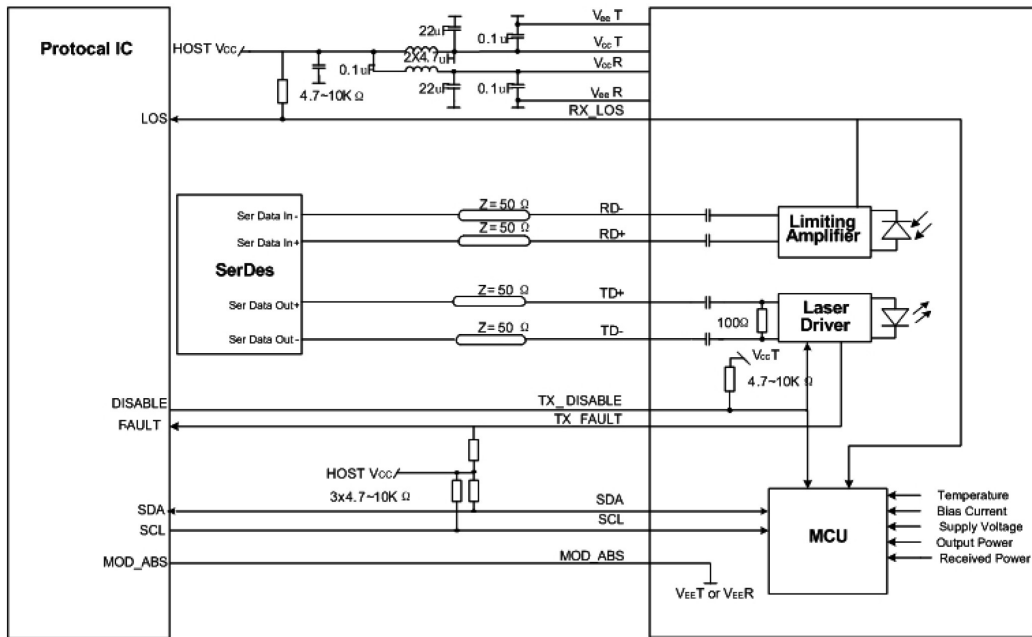 Protocal IC
HOST Vcc
22uF
0.1uF
VeeT
2X4.7uH
VccT
0.1uF
VccR
4.7~10K Ω
22uF
0.1uF
VeeR
LOS
RX_LOS
Ser Data In -
Z= 50 Ω
RD-
Ser Data In+
Z= 50 Ω
RD+
Limiting
Amplifier
SerDes
Ser Data Out+
Z= 50 Ω
TD+
Ser Data Out -
Z= 50 Ω
TD-
100Ω
Laser
Driver
VccT
4.7~10K Ω
DISABLE
TX_DISABLE
FAULT
TX_FAULT
HOST Vcc
3x4.7~10K Ω
SDA
SDA
SCL
SCL
MCU
Temperature
Bias Current
Supply Voltage
Output Power
Received Power
MOD_ABS
MOD_ABS
VEET or VEER